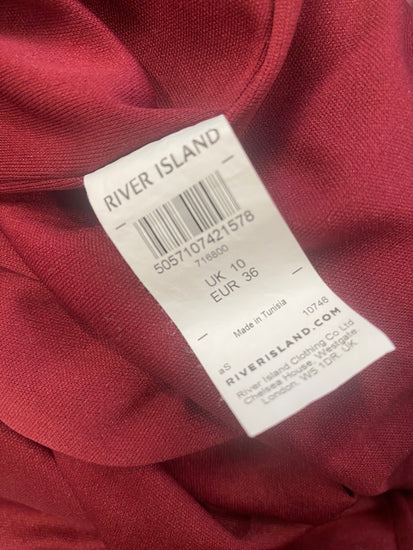 RIVER ISLAND
5057107421578
716800
UK 10
EUR 36
Made in Tunisia
10746
aS
RIVERISLAND.COM
River Island Clothing Co Ltd
Chelsea House, Westgate,
London. W5 1DR. UK